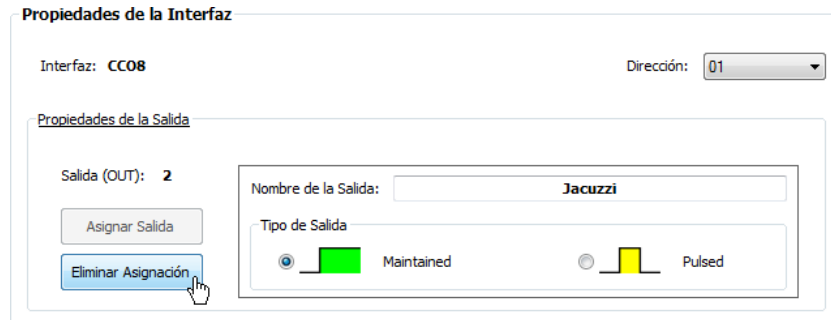 Propiedades de la Interfaz
Interfaz: CCO8 Dirección: 01
Propiedades de la Salida
Salida (OUT): 2
Nombre de la Salida: Jacuzzi
Asignar Salida
Tipo de Salida
Eliminar Asignación
Maintained Pulsed